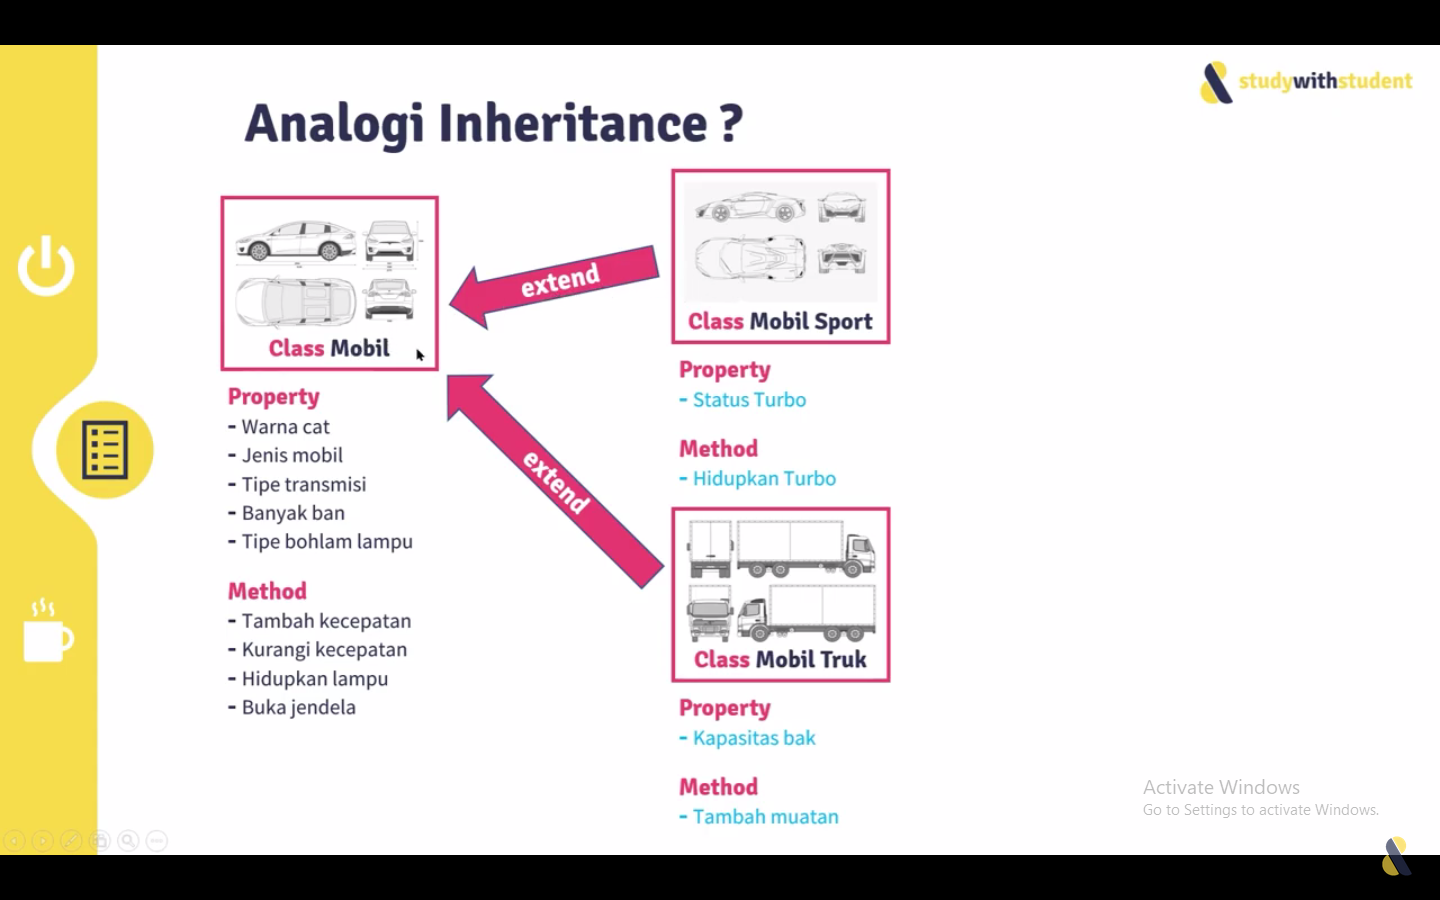 studywithstudent
Analogi Inheritance ?
Class Mobil
Property
- Warna cat
- Jenis mobil
- Tipe transmisi
- Banyak ban
- Tipe bohlam lampu
Method
- Tambah kecepatan
- Kurangi kecepatan
- Hidupkan lampu
- Buka jendela
extend
extend
Class Mobil Sport
Property
- Status Turbo
Method
- Hidupkan Turbo
Class Mobil Truk
Property
- Kapasitas bak
Method
- Tambah muatan
Activate Windows
Go to Settings to activate Windows.